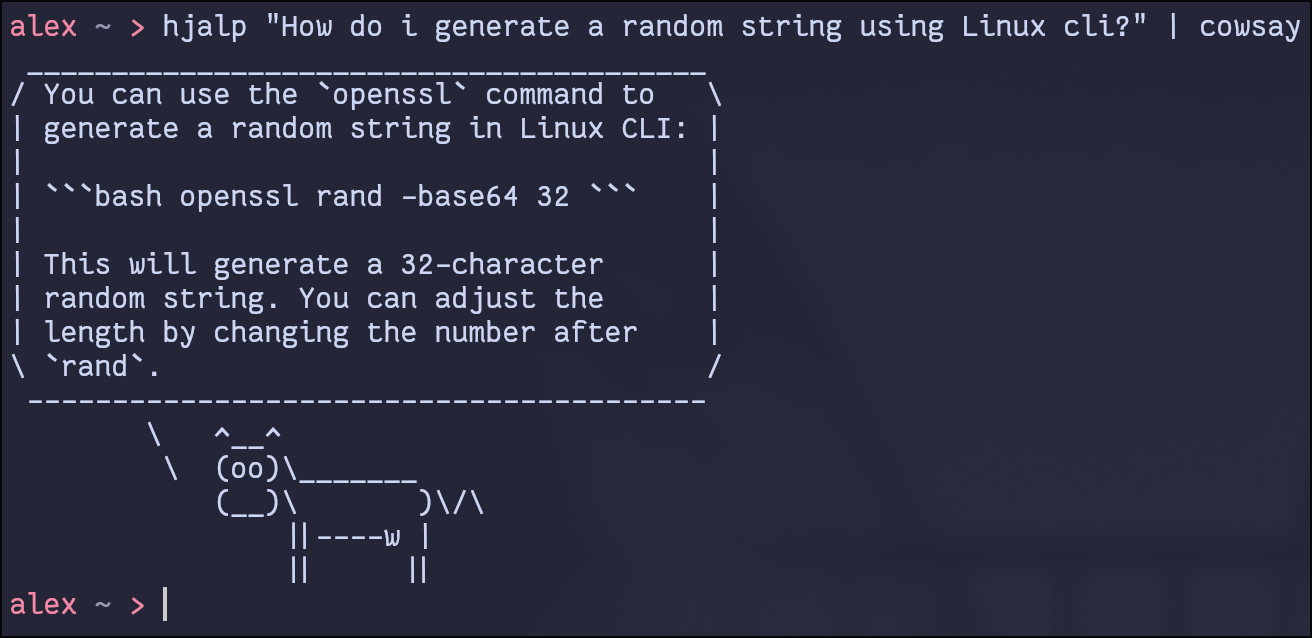 alex ~ > hjalp "How do i generate a random string using Linux cli?" | cowsay
 ________________________________________
/ You can use the `openssl` command to   \
| generate a random string in Linux CLI: |
|                                        |
| ```bash openssl rand -base64 32 ```    |
|                                        |
| This will generate a 32-character      |
| random string. You can adjust the      |
| length by changing the number after    |
\ `rand`.                                /
 ----------------------------------------
        \   ^__^
         \  (oo)\_______
            (__)\       )\/\
                ||----w |
                ||     ||
alex ~ >